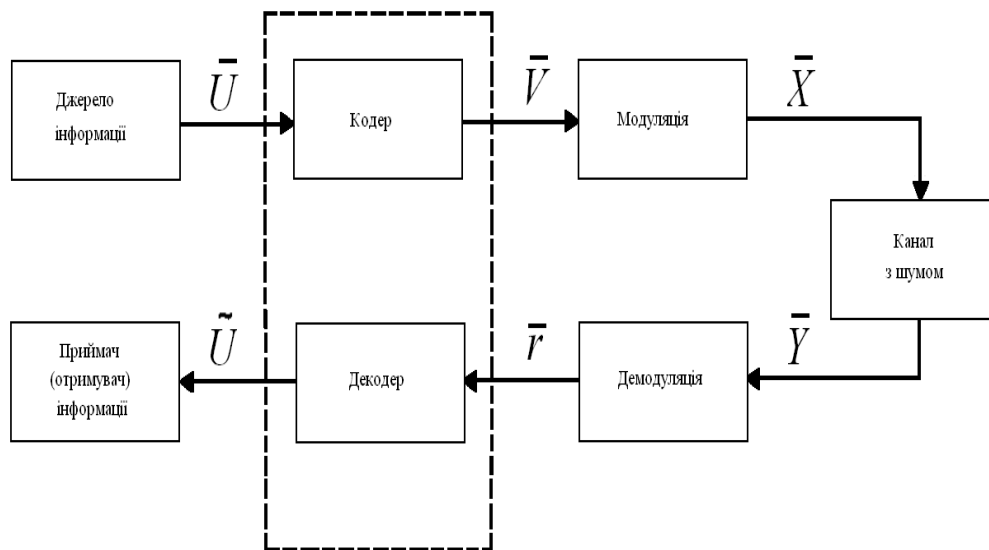 Джерело
інформації
Ū
Кодер
V̄
Модуляція
X̄
Канал
з шумом
Приймач
(отримувач)
інформації
Ũ
Декодер
r̄
Демодуляція
Ȳ